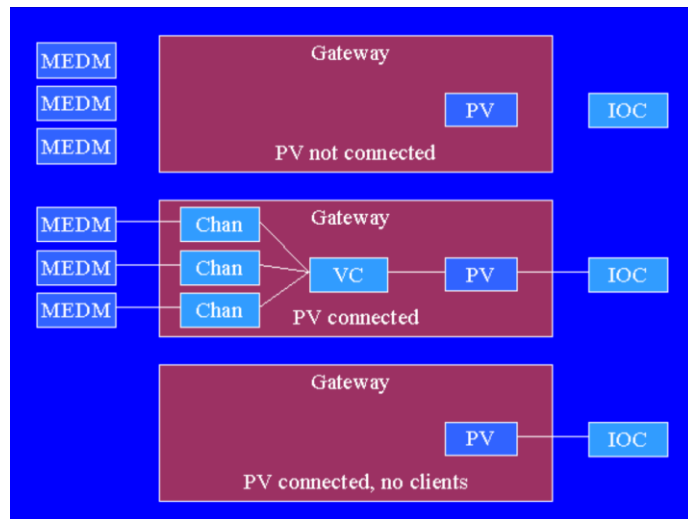 Gateway
MEDM
MEDM
PV
IOC
MEDM
PV not connected
MEDM
Chan
Gateway
MEDM
Chan
VC
PV
IOC
MEDM
Chan
PV connected
Gateway
PV
IOC
PV connected, no clients